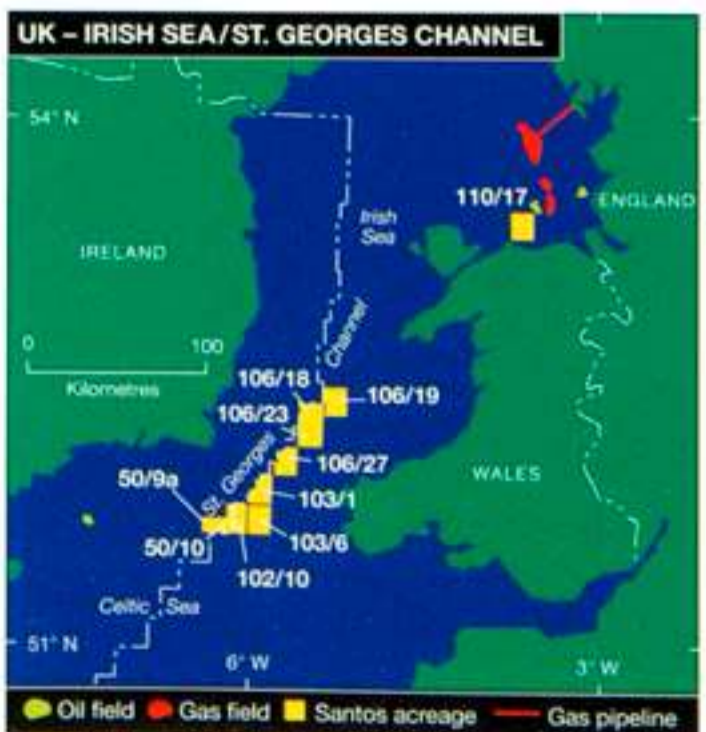 UK – IRISH SEA/ST. GEORGES CHANNEL
54° N
110/17
ENGLAND
Irish
Sea
IRELAND
0 100
Kilometres
Channel
106/18
106/19
106/23
St. Georges
106/27
WALES
50/9a
103/1
50/10
103/6
102/10
Celtic Sea
51° N
6° W
3° W
Oil field
Gas field
Santos acreage
Gas pipeline